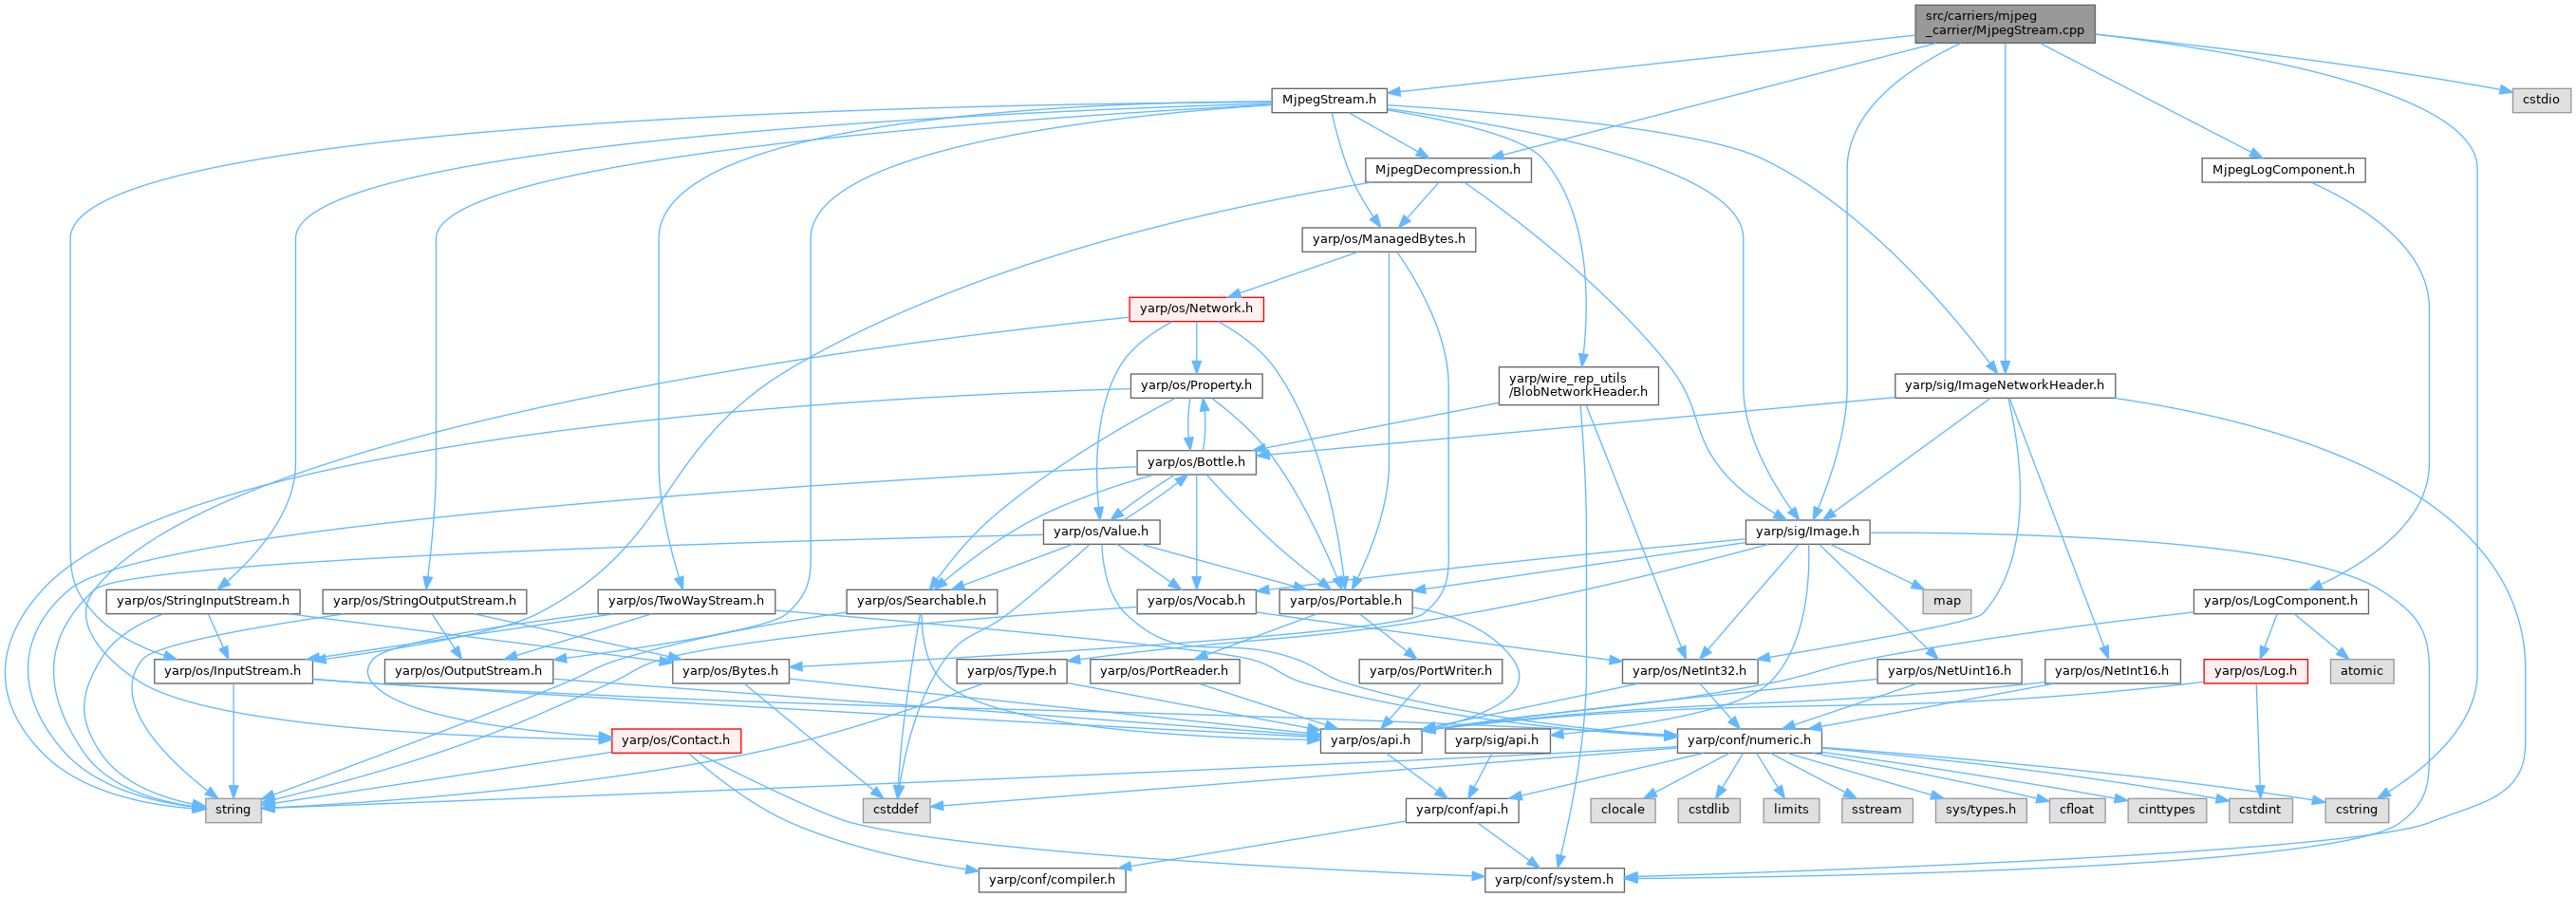 src/carriers/mjpeg
_carrier/MjpegStream.cpp
MjpegStream.h
cstdio
MjpegDecompression.h
MjpegLogComponent.h
yarp/os/ManagedBytes.h
yarp/os/Network.h
yarp/os/Property.h
yarp/wire_rep_utils
/BlobNetworkHeader.h
yarp/sig/ImageNetworkHeader.h
yarp/os/Bottle.h
yarp/os/Value.h
yarp/sig/Image.h
yarp/os/StringInputStream.h
yarp/os/StringOutputStream.h
yarp/os/TwoWayStream.h
yarp/os/Searchable.h
yarp/os/Vocab.h
yarp/os/Portable.h
map
yarp/os/LogComponent.h
yarp/os/InputStream.h
yarp/os/OutputStream.h
yarp/os/Bytes.h
yarp/os/Type.h
yarp/os/PortReader.h
yarp/os/PortWriter.h
yarp/os/NetInt32.h
yarp/os/NetUint16.h
yarp/os/NetInt16.h
yarp/os/Log.h
atomic
yarp/os/Contact.h
yarp/os/api.h
yarp/sig/api.h
yarp/conf/numeric.h
string
cstddef
yarp/conf/api.h
clocale
cstdlib
limits
sstream
sys/types.h
cfloat
cinttypes
cstdint
cstring
yarp/conf/compiler.h
yarp/conf/system.h